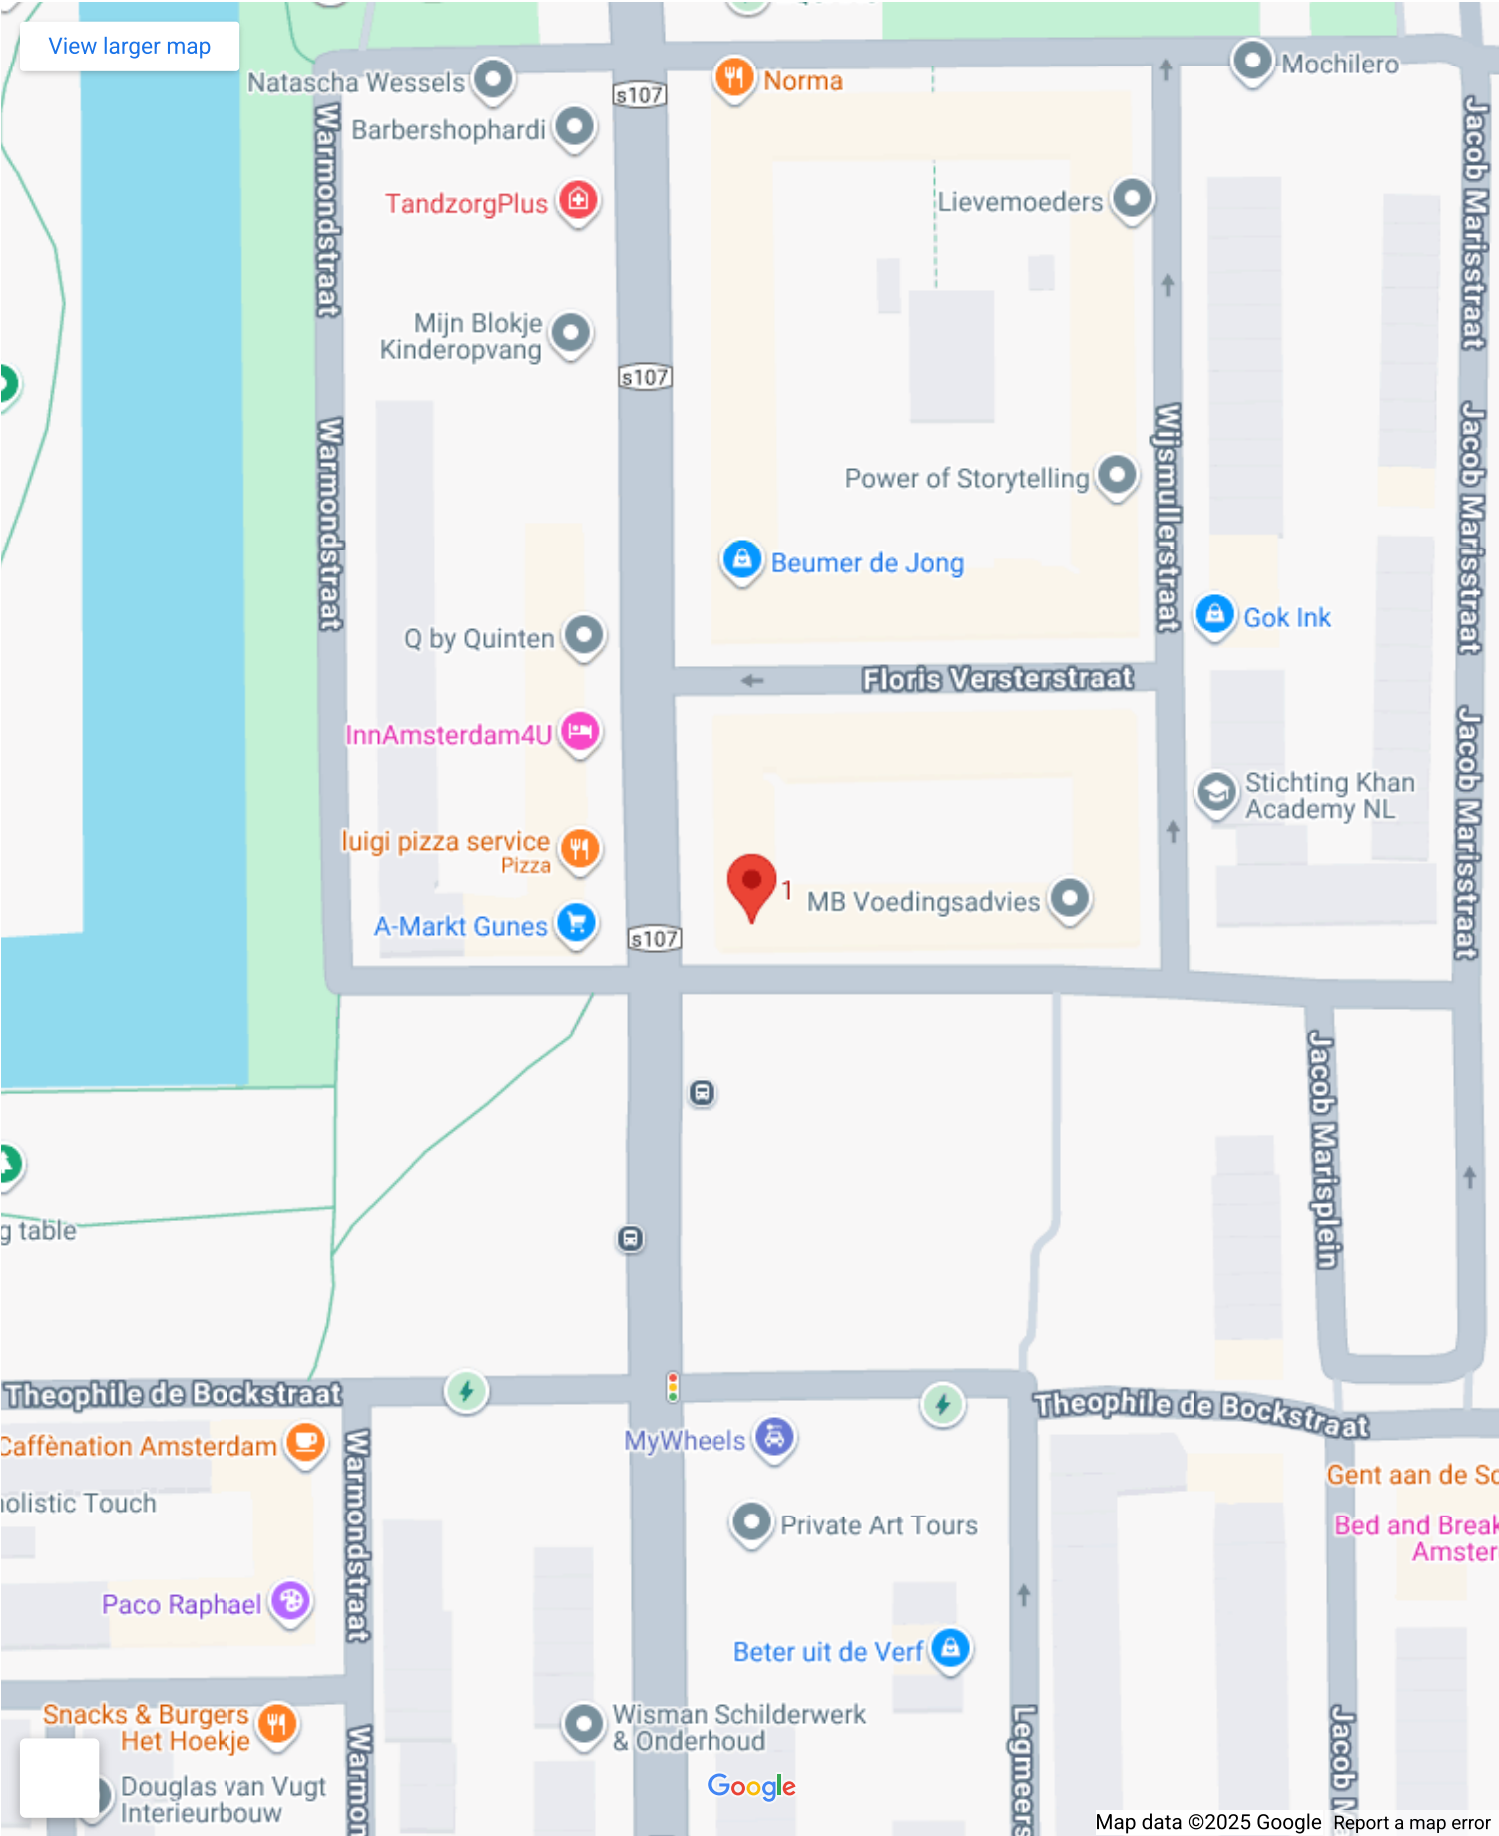 View larger map
Natascha Wessels
s107
Norma
Mochilero
Barbershophardi
Warmondstraat
Jacob Marisstraat
TandzorgPlus
Lievemoeders
Mijn Blokje
Kinderopvang
s107
Warmondstraat
Wijsmullerstraat
Jacob Marisstraat
Power of Storytelling
Beumer de Jong
Gok Ink
Q by Quinten
Floris Versterstraat
InnAmsterdam4U
Jacob Marisstraat
Stichting Khan
Academy NL
luigi pizza service
Pizza
1
MB Voedingsadvies
A-Markt Gunes
s107
Jacob Marisplein
g table
Theophile de Bockstraat
Theophile de Bockstraat
MyWheels
Caffènation Amsterdam
Warmondstraat
Gent aan de Sc
olistic Touch
Private Art Tours
Bed and Break
Amster
Paco Raphael
Beter uit de Verf
Snacks & Burgers
Het Hoekje
Wisman Schilderwerk
& Onderhoud
Warmon
Legmeers
Jacob M
Douglas van Vugt
Interieurbouw
Google
Map data ©2025 Google
Report a map error